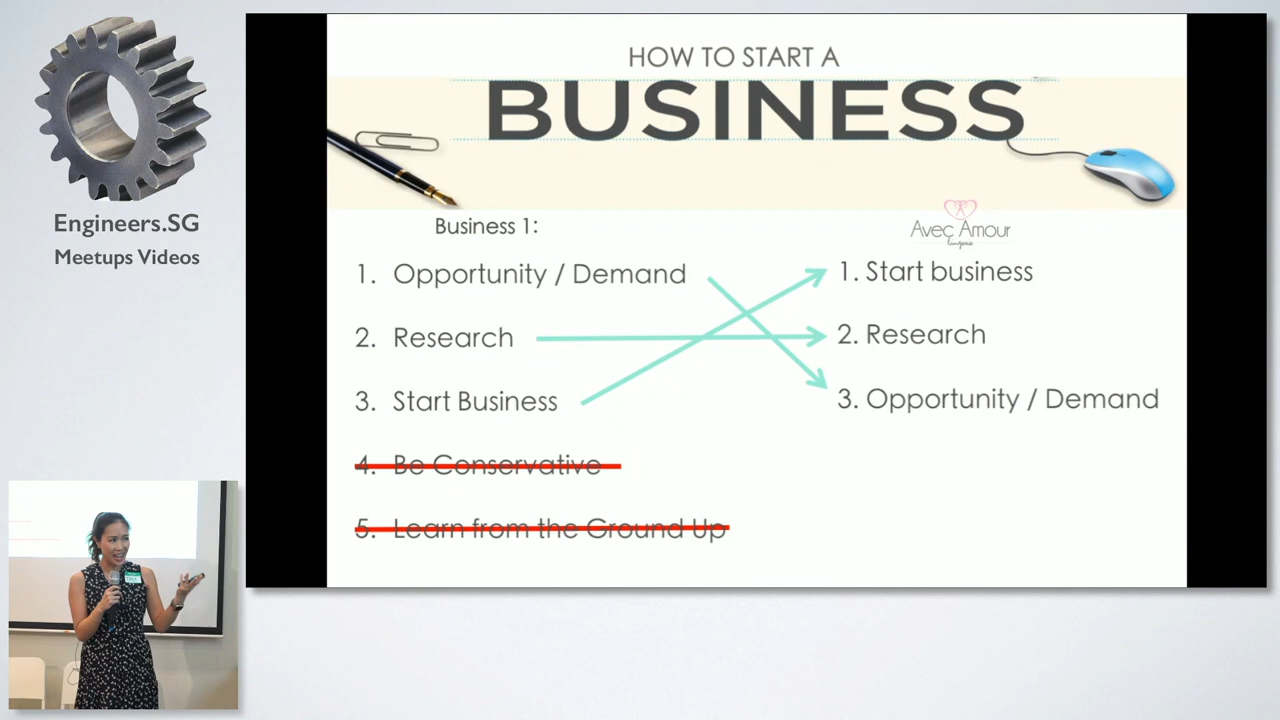 Engineers.SG
Meetups Videos
HOW TO START A
BUSINESS
Business 1:
Avec Amour
lingerie
1. Opportunity / Demand
2. Research
3. Start Business
4. Be Conservative
5. Learn from the Ground Up
1. Start business
2. Research
3. Opportunity / Demand